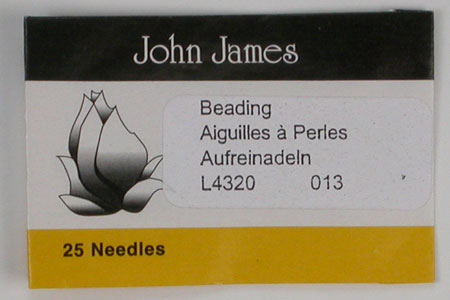 John James
Beading
Aiguilles à Perles
Aufreinadeln
L4320 013
25 Needles